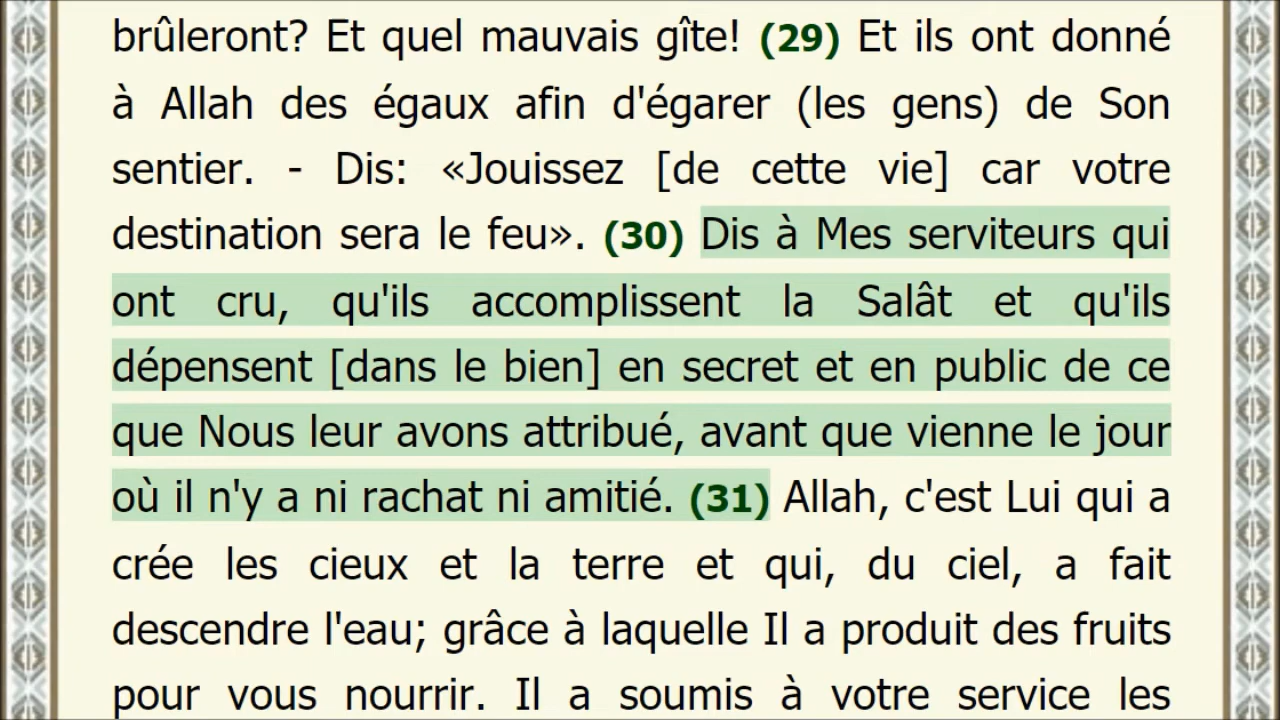 brûleront? Et quel mauvais gîte! (29) Et ils ont donné
à Allah des égaux afin d'égarer (les gens) de Son
sentier. - Dis: «Jouissez [de cette vie] car votre
destination sera le feu». (30) Dis à Mes serviteurs qui
ont cru, qu'ils accomplissent la Salât et qu'ils
dépensent [dans le bien] en secret et en public de ce
que Nous leur avons attribué, avant que vienne le jour
où il n'y a ni rachat ni amitié. (31) Allah, c'est Lui qui a
crée les cieux et la terre et qui, du ciel, a fait
descendre l'eau; grâce à laquelle Il a produit des fruits
pour vous nourrir. Il a soumis à votre service les